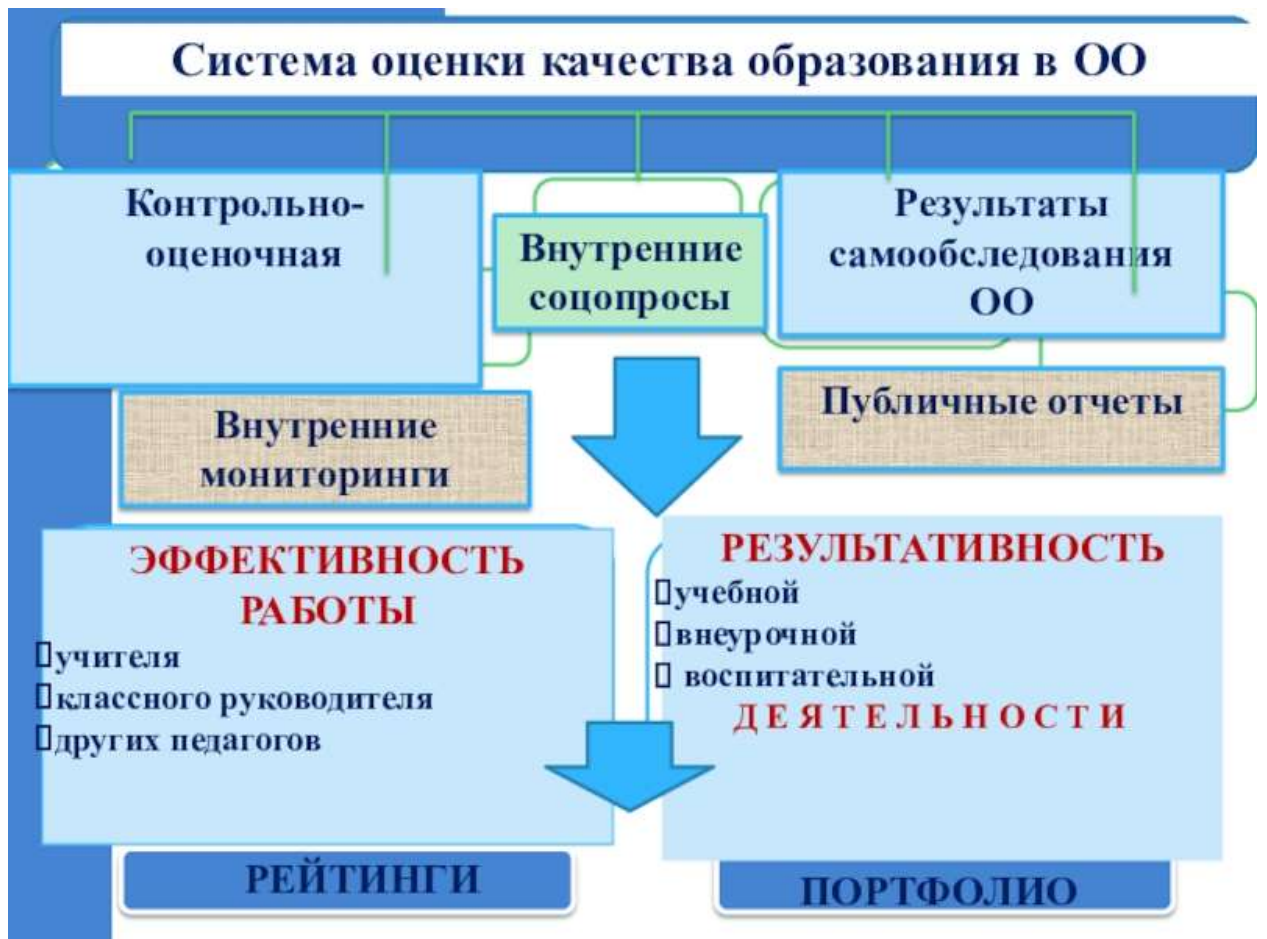 Система оценки качества образования в ОО
Контрольно-
оценочная
Внутренние
соцопросы
Результаты
самообследования
ОО
Внутренние
мониторинги
Публичные отчеты
ЭФФЕКТИВНОСТЬ
РАБОТЫ
учителя
классного руководителя
других педагогов
РЕЗУЛЬТАТИВНОСТЬ
учебной
внеурочной
воспитательной
Д Е Я Т Е Л Ь Н О С Т И
РЕЙТИНГИ
ПОРТФОЛИО